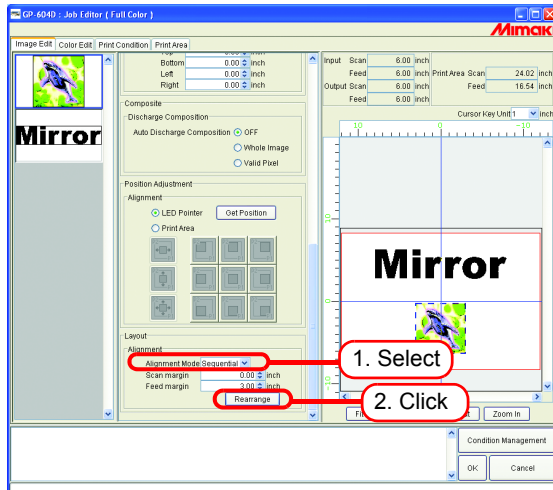 GP-604D : Job Editor ( Full Color )
Mimaki
Image Edit Color Edit Print Condition Print Area
Mirror
Bottom 0.00 inch
Left 0.00 inch
Right 0.00 inch
Composite
Discharge Composition
Auto Discharge Composition OFF
Whole Image
Valid Pixel
Position Adjustment
Alignment
LED Pointer Get Position
Print Area
Layout
Alignment
Alignment Mode Sequential
Scan margin 0.00 inch
Feed margin 3.00 inch
Rearrange
Input Scan 6.00 inch Print Area Scan 24.02 inch
Feed 6.00 inch Feed 16.54 inch
Output Scan 6.00 inch
Feed 6.00 inch
Cursor Key Unit 1 inch
10 0 -10
0
Mirror
0
-10
1. Select
2. Click
Zoom In
Condition Management
OK Cancel